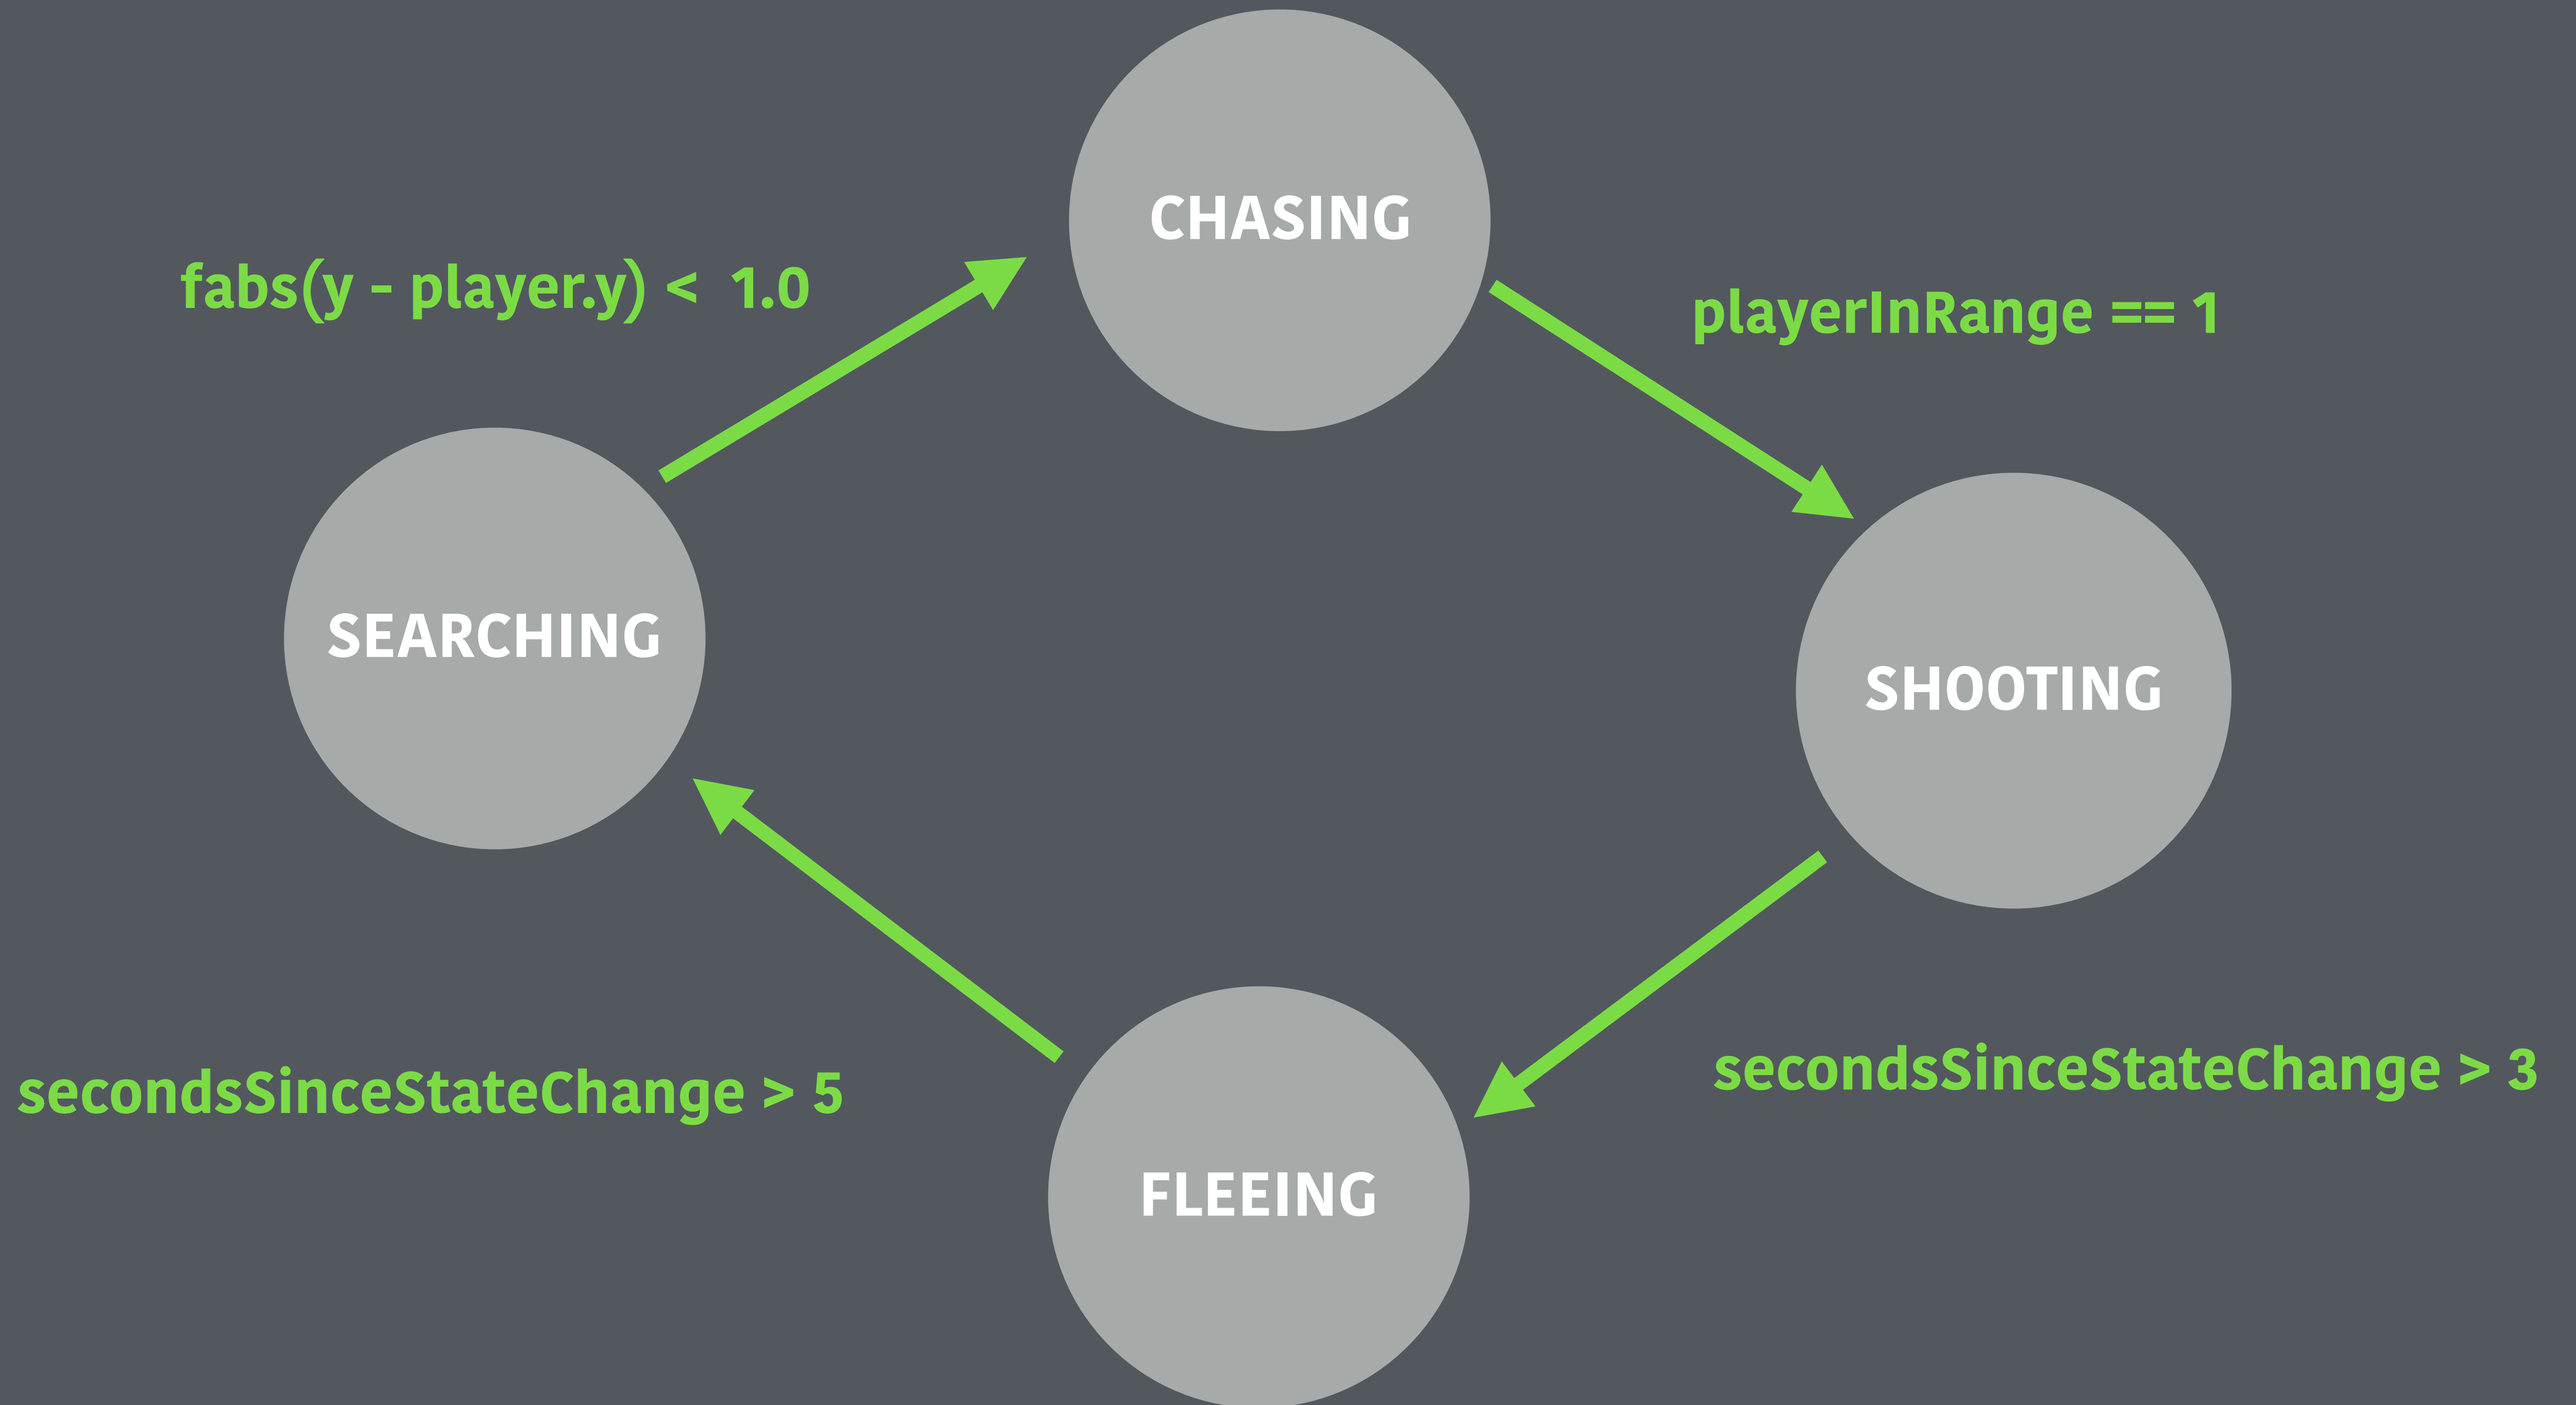 CHASING
fabs(y - player.y) < 1.0
playerInRange == 1
SEARCHING
SHOOTING
secondsSinceStateChange > 5
secondsSinceStateChange > 3
FLEEING